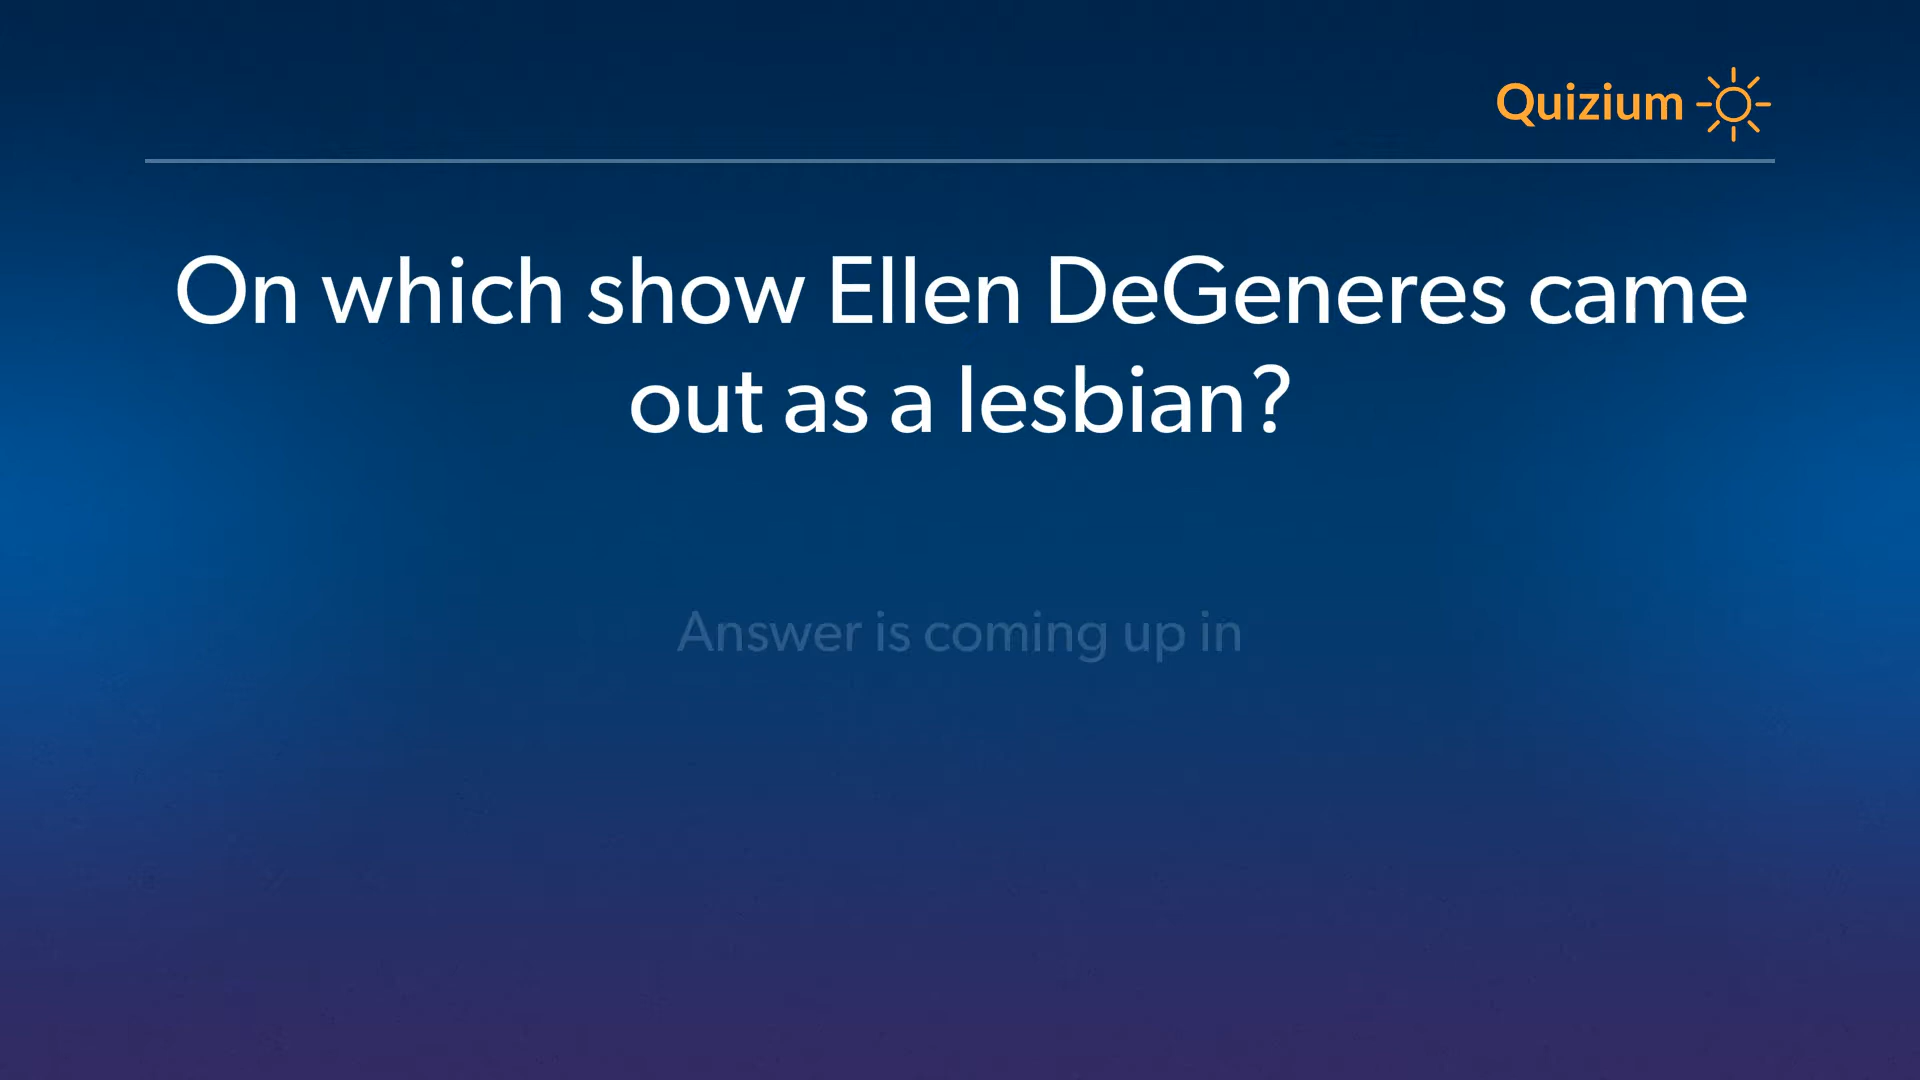 Quizium
On which show Ellen DeGeneres came
out as a lesbian?
Answer is coming up in